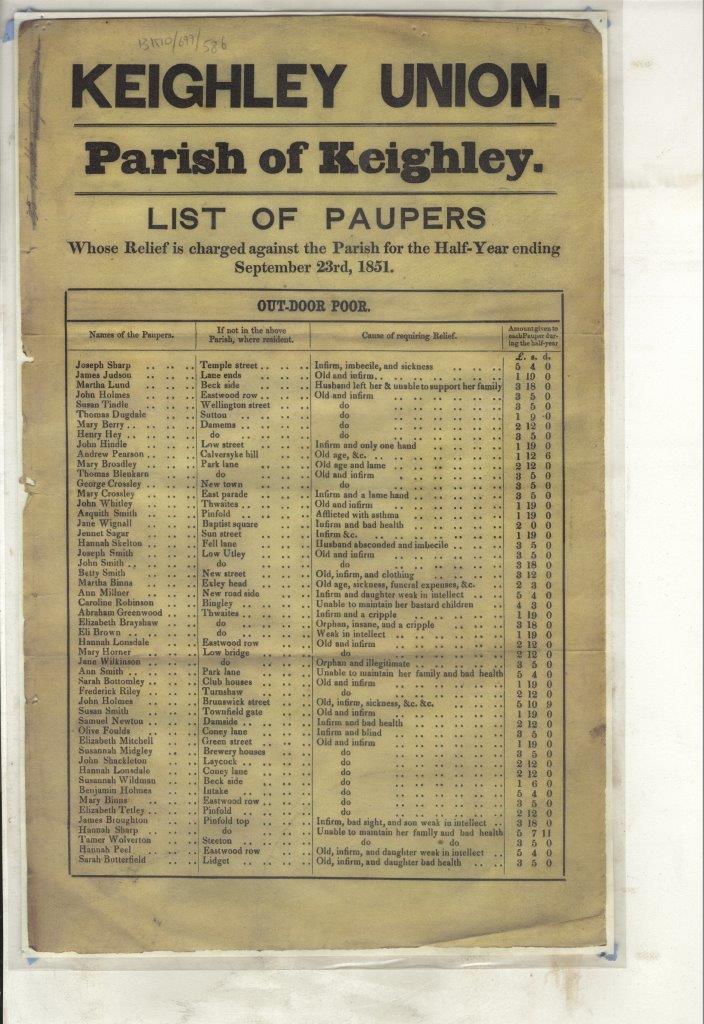 BK10/699/586
KEIGHLEY UNION.
Parish of Keighley.
LIST OF PAUPERS
Whose Relief is charged against the Parish for the Half-Year ending
September 23rd, 1851.
OUT-DOOR POOR.
Names of the Paupers. If not in the above Parish, where resident. Cause of requiring Relief. Amount given to each Pauper during the half-year
£. s. d.
Joseph Sharp .. .. .. Temple street .. .. .. Infirm, imbecile, and sickness .. .. .. 5 4 0
James Judson .. .. .. Lane ends .. .. .. Old and infirm .. .. .. 1 19 0
Martha Lund .. .. .. Beck side .. .. .. Husband left her & unable to support her family 3 18 0
John Holmes .. .. .. Eastwood row .. .. .. Old and infirm .. .. .. 3 5 0
Susan Tindle .. .. .. Wellington street .. .. do .. .. .. 3 5 0
Thomas Dugdale .. .. Sutton .. .. .. do .. .. .. 1 9 0
Mary Berry .. .. .. Damems .. .. .. do .. .. .. 2 12 0
Henry Hey .. .. .. do .. .. .. do .. .. .. 3 5 0
John Hindle .. .. .. Low street .. .. .. Infirm and only one hand .. .. .. 1 19 0
Andrew Pearson .. .. Calversyke hill .. .. Old age, &c. .. .. .. 1 12 6
Mary Broadley .. .. Park lane .. .. .. Old age and lame .. .. .. 2 12 0
Thomas Blenkarn .. .. do .. .. .. Old and infirm .. .. .. 3 5 0
George Crossley .. .. New town .. .. .. do .. .. .. 3 5 0
Mary Crossley .. .. East parade .. .. .. Infirm and a lame hand .. .. .. 3 5 0
John Whitley .. .. Thwaites .. .. .. Old and infirm .. .. .. 1 19 0
Asquith Smith .. .. Pinfold .. .. .. Afflicted with asthma .. .. .. 1 19 0
Jane Wignall .. .. Baptist square .. .. Infirm and bad health .. .. .. 2 0 0
Jennet Sagar .. .. Sun street .. .. .. Infirm &c. .. .. .. 1 19 0
Hannah Skelton .. .. Fell lane .. .. .. Husband absconded and imbecile .. .. 3 5 0
Joseph Smith .. .. Low Utley .. .. .. Old and infirm .. .. .. 3 5 0
John Smith .. .. .. do .. .. .. do .. .. .. 3 18 0
Betty Smith .. .. New street .. .. .. Old, infirm, and clothing .. .. .. 3 12 0
Martha Binns .. .. Exley head .. .. .. Old age, sickness, funeral expenses, &c. .. 2 3 0
Ann Millner .. .. New road side .. .. Infirm and daughter weak in intellect .. .. 5 4 0
Caroline Robinson .. .. Bingley .. .. .. Unable to maintain her bastard children .. 4 3 0
Abraham Greenwood .. .. Thwaites .. .. .. Infirm and a cripple .. .. .. 1 19 0
Elizabeth Brayshaw .. .. do .. .. .. Orphan, insane, and a cripple .. .. .. 3 18 0
Eli Brown .. .. .. do .. .. .. Weak in intellect .. .. .. 1 19 0
Hannah Lonsdale .. .. Eastwood row .. .. Old and infirm .. .. .. 2 12 0
Mary Horner .. .. Low bridge .. .. .. do .. .. .. 2 12 0
Jane Wilkinson .. .. do .. .. .. Orphan and illegitimate .. .. .. 3 5 0
Ann Smith .. .. .. Park lane .. .. .. Unable to maintain her family and bad health 5 4 0
Sarah Bottomley .. .. Club houses .. .. Old and infirm .. .. .. 1 19 0
Frederick Riley .. .. Turnshaw .. .. .. do .. .. .. 2 12 0
John Holmes .. .. Brunswick street .. .. Old, infirm, sickness, &c. &c. .. .. .. 5 10 9
Susan Smith .. .. Townfield gate .. .. Old and infirm .. .. .. 1 19 0
Samuel Newton .. .. Damside .. .. .. Infirm and bad health .. .. .. 2 12 0
Olive Foulds .. .. Coney lane .. .. .. Infirm and blind .. .. .. 3 5 0
Elizabeth Mitchell .. .. Green street .. .. Old and infirm .. .. .. 1 19 0
Susannah Midgley .. .. Brewery houses .. .. do .. .. .. 3 5 0
John Shackleton .. .. Laycock .. .. .. do .. .. .. 2 12 0
Hannah Lonsdale .. .. Coney lane .. .. .. do .. .. .. 2 12 0
Susannah Wildman .. .. Beck side .. .. .. do .. .. .. 1 6 0
Benjamin Holmes .. .. Intake .. .. .. do .. .. .. 5 4 0
Mary Binns .. .. Eastwood row .. .. do .. .. .. 3 5 0
Elizabeth Tetley .. .. Pinfold .. .. .. do .. .. .. 2 12 0
James Broughton .. .. Pinfold top .. .. Infirm, bad sight, and son weak in intellect .. 3 18 0
Hannah Sharp .. .. do .. .. .. Unable to maintain her family and bad health 5 7 11
Tamer Wolverton .. .. Steeton .. .. .. do do 3 5 0
Hannah Peel .. .. Eastwood row .. .. Old, infirm, and daughter weak in intellect .. 5 4 0
Sarah Butterfield .. .. Lidget .. .. .. Old, infirm, and daughter bad health .. .. 3 5 0